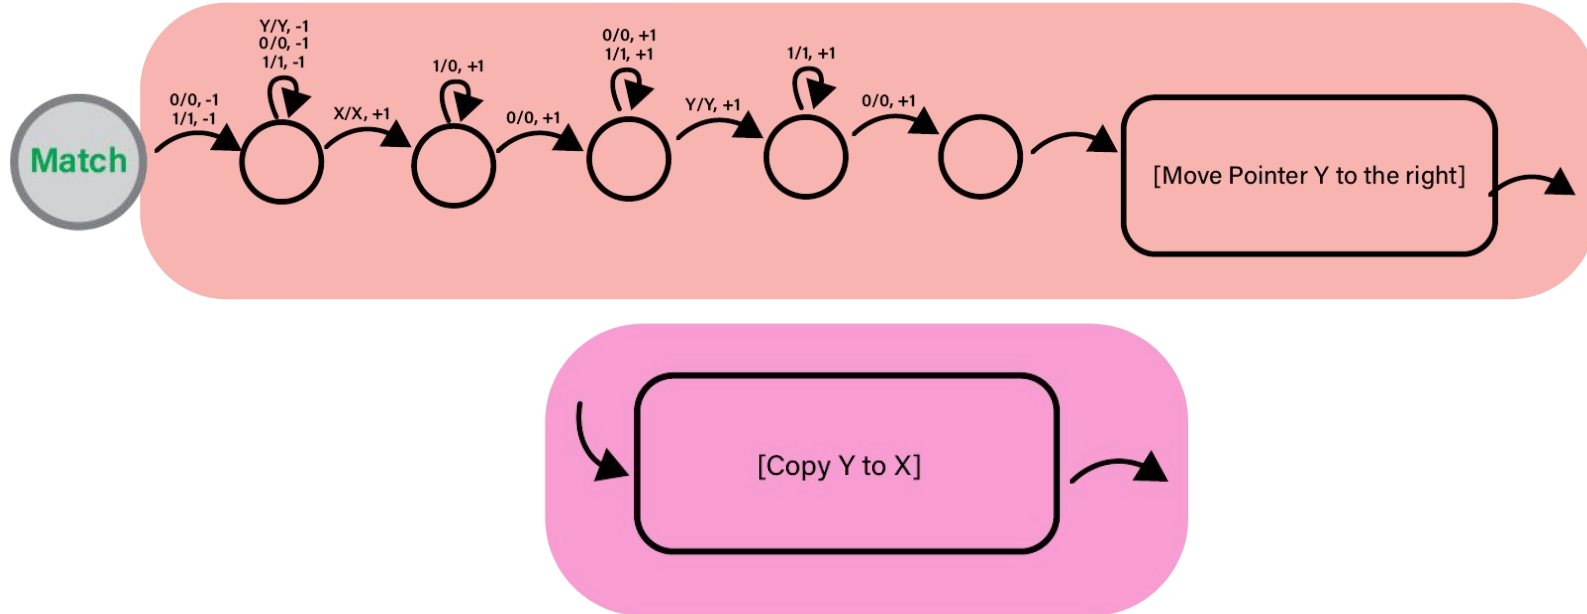 Match
0/0, -1
1/1, -1
Y/Y, -1
0/0, -1
1/1, -1
X/X, +1
1/0, +1
0/0, +1
0/0, +1
1/1, +1
Y/Y, +1
1/1, +1
0/0, +1
[Move Pointer Y to the right]
[Copy Y to X]